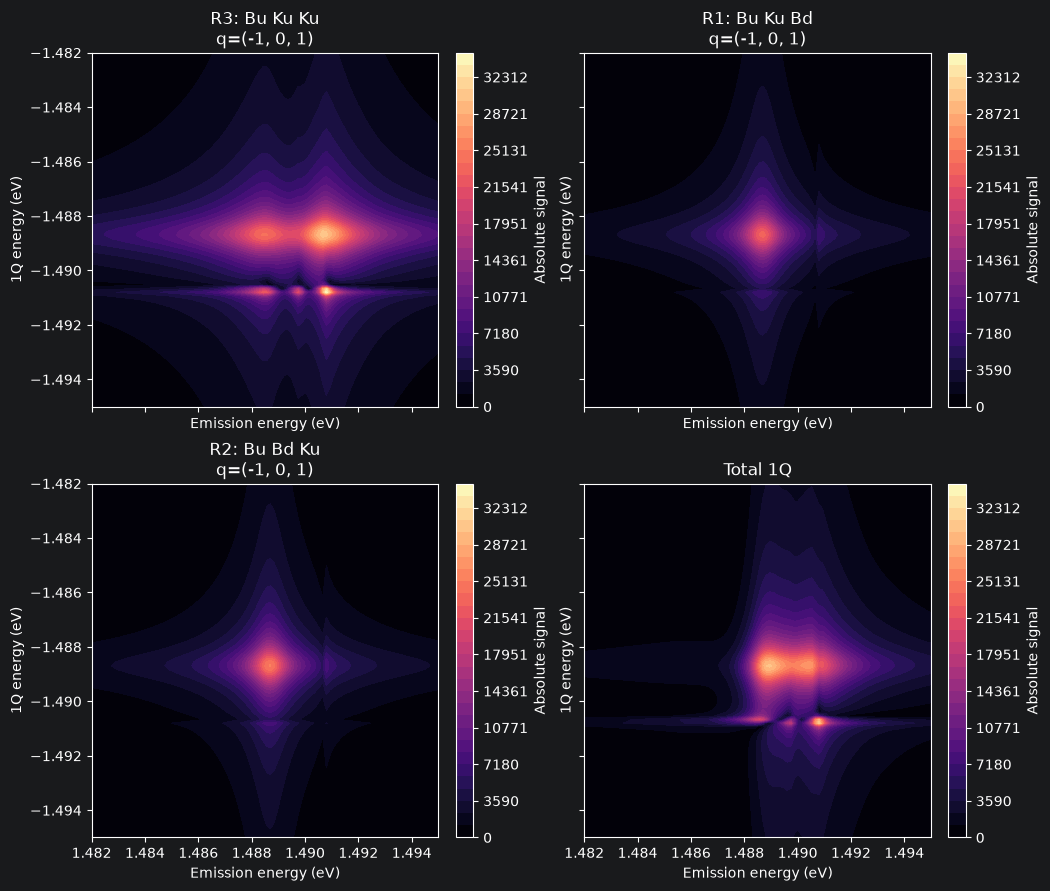 R3: Bu Ku Ku
q=(-1, 0, 1)
−1.482
−1.484
−1.486
−1.488
−1.490
−1.492
−1.494
1Q energy (eV)
Emission energy (eV)
32312
28721
25131
21541
17951
14361
10771
7180
3590
0
Absolute signal
R1: Bu Ku Bd
q=(-1, 0, 1)
1Q energy (eV)
Emission energy (eV)
32312
28721
25131
21541
17951
14361
10771
7180
3590
0
Absolute signal
R2: Bu Bd Ku
q=(-1, 0, 1)
−1.482
−1.484
−1.486
−1.488
−1.490
−1.492
−1.494
1Q energy (eV)
1.482 1.484 1.486 1.488 1.490 1.492 1.494
Emission energy (eV)
32312
28721
25131
21541
17951
14361
10771
7180
3590
0
Absolute signal
Total 1Q
1Q energy (eV)
1.482 1.484 1.486 1.488 1.490 1.492 1.494
Emission energy (eV)
32312
28721
25131
21541
17951
14361
10771
7180
3590
0
Absolute signal